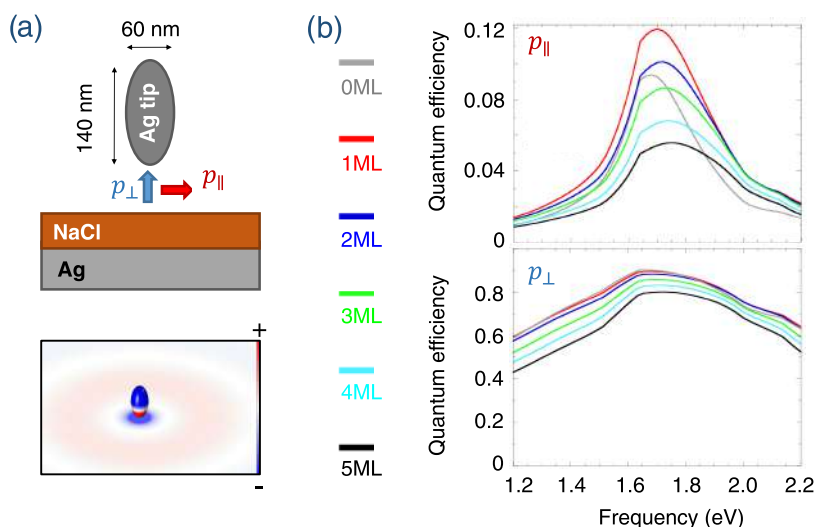 (a)
60 nm
140 nm
Ag tip
p⊥
p∥
NaCl
Ag
+
-
(b)
0ML
1ML
2ML
3ML
4ML
5ML
Quantum efficiency
0.12
0.08
0.04
0
p∥
Quantum efficiency
0.8
0.6
0.4
0.2
0
p⊥
1.2
1.4
1.6
1.8
2.0
2.2
Frequency (eV)